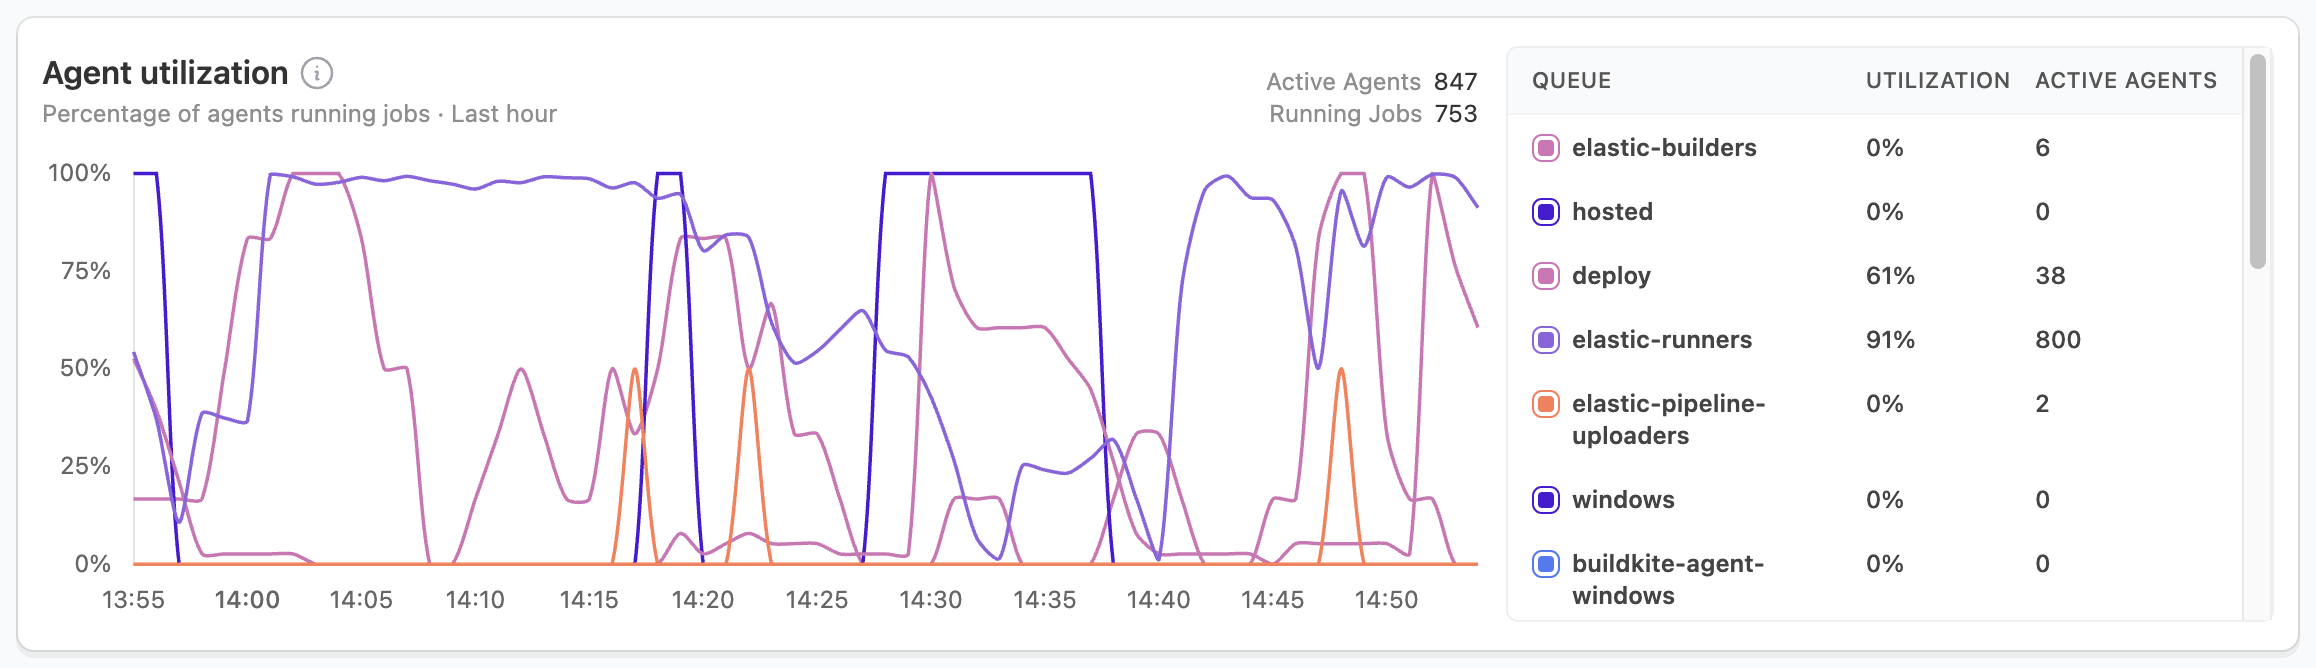 Agent utilization
Percentage of agents running jobs · Last hour
Active Agents 847
Running Jobs 753
100%
75%
50%
25%
0%
13:55 14:00 14:05 14:10 14:15 14:20 14:25 14:30 14:35 14:40 14:45 14:50
QUEUE UTILIZATION ACTIVE AGENTS
elastic-builders 0% 6
hosted 0% 0
deploy 61% 38
elastic-runners 91% 800
elastic-pipeline- 0% 2
uploaders
windows 0% 0
buildkite-agent- 0% 0
windows